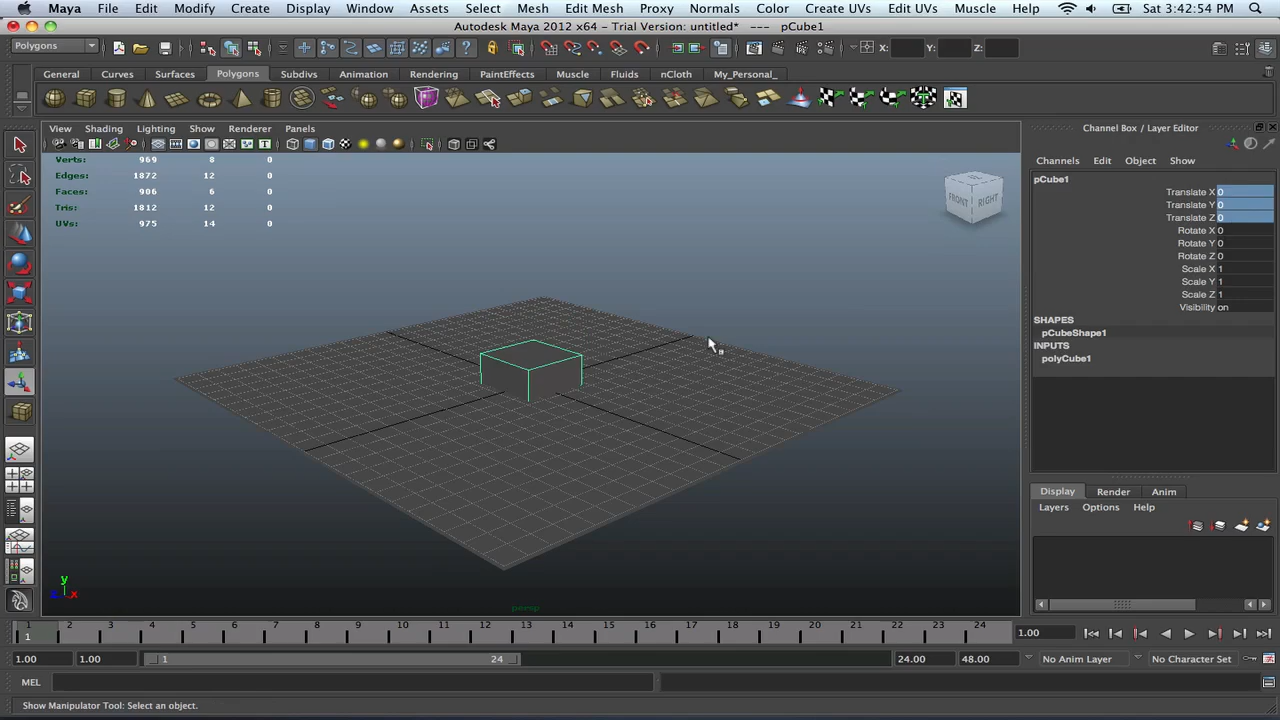 Maya File Edit Modify Create Display Window Assets Select Mesh Edit Mesh Proxy Normals Color Create UVs Edit UVs Muscle Help Sat 3:42:54 PM
Autodesk Maya 2012 x64 - Trial Version: untitled* --- pCube1
Polygons X: Y: Z:
General Curves Surfaces Polygons Subdivs Animation Rendering PaintEffects Muscle Fluids nCloth My_Personal_
View Shading Lighting Show Renderer Panels
Verts: 969 8 0
Edges: 1872 12 0
Faces: 906 6 0
Tris: 1812 12 0
UVs: 975 14 0
FRONT RIGHT
y
x
persp
Channel Box / Layer Editor
Channels Edit Object Show
pCube1
Translate X 0
Translate Y 0
Translate Z 0
Rotate X 0
Rotate Y 0
Rotate Z 0
Scale X 1
Scale Y 1
Scale Z 1
Visibility on
SHAPES
pCubeShape1
INPUTS
polyCube1
Display Render Anim
Layers Options Help
1 2 3 4 5 6 7 8 9 10 11 12 13 14 15 16 17 18 19 20 21 22 23 24
1 1.00
1.00 1.00 1 24 24.00 48.00 No Anim Layer No Character Set
MEL
Show Manipulator Tool: Select an object.